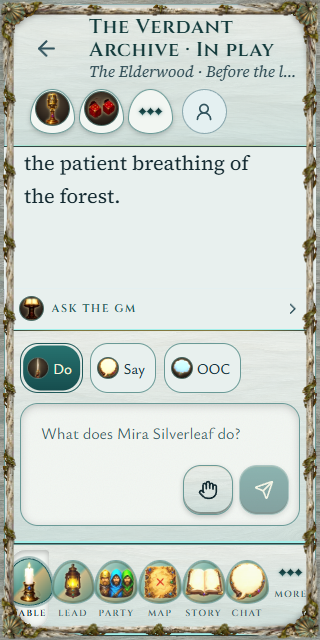 The Verdant
Archive · In play
The Elderwood · Before the l...
the patient breathing of
the forest.
ASK THE GM
Do
Say
OOC
What does Mira Silverleaf do?
ABLE
LEAD
PARTY
MAP
STORY
CHAT
MORE